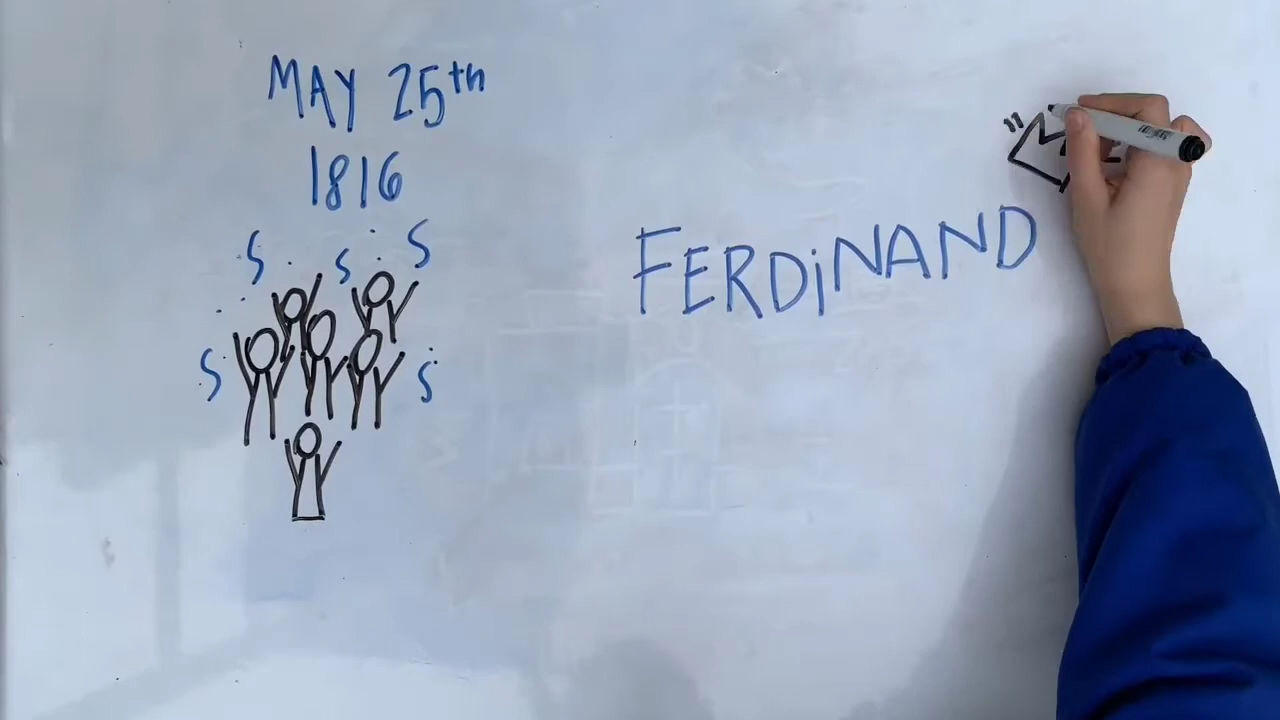 MAY 25th
1816
S S S
S S
FERDiNAND